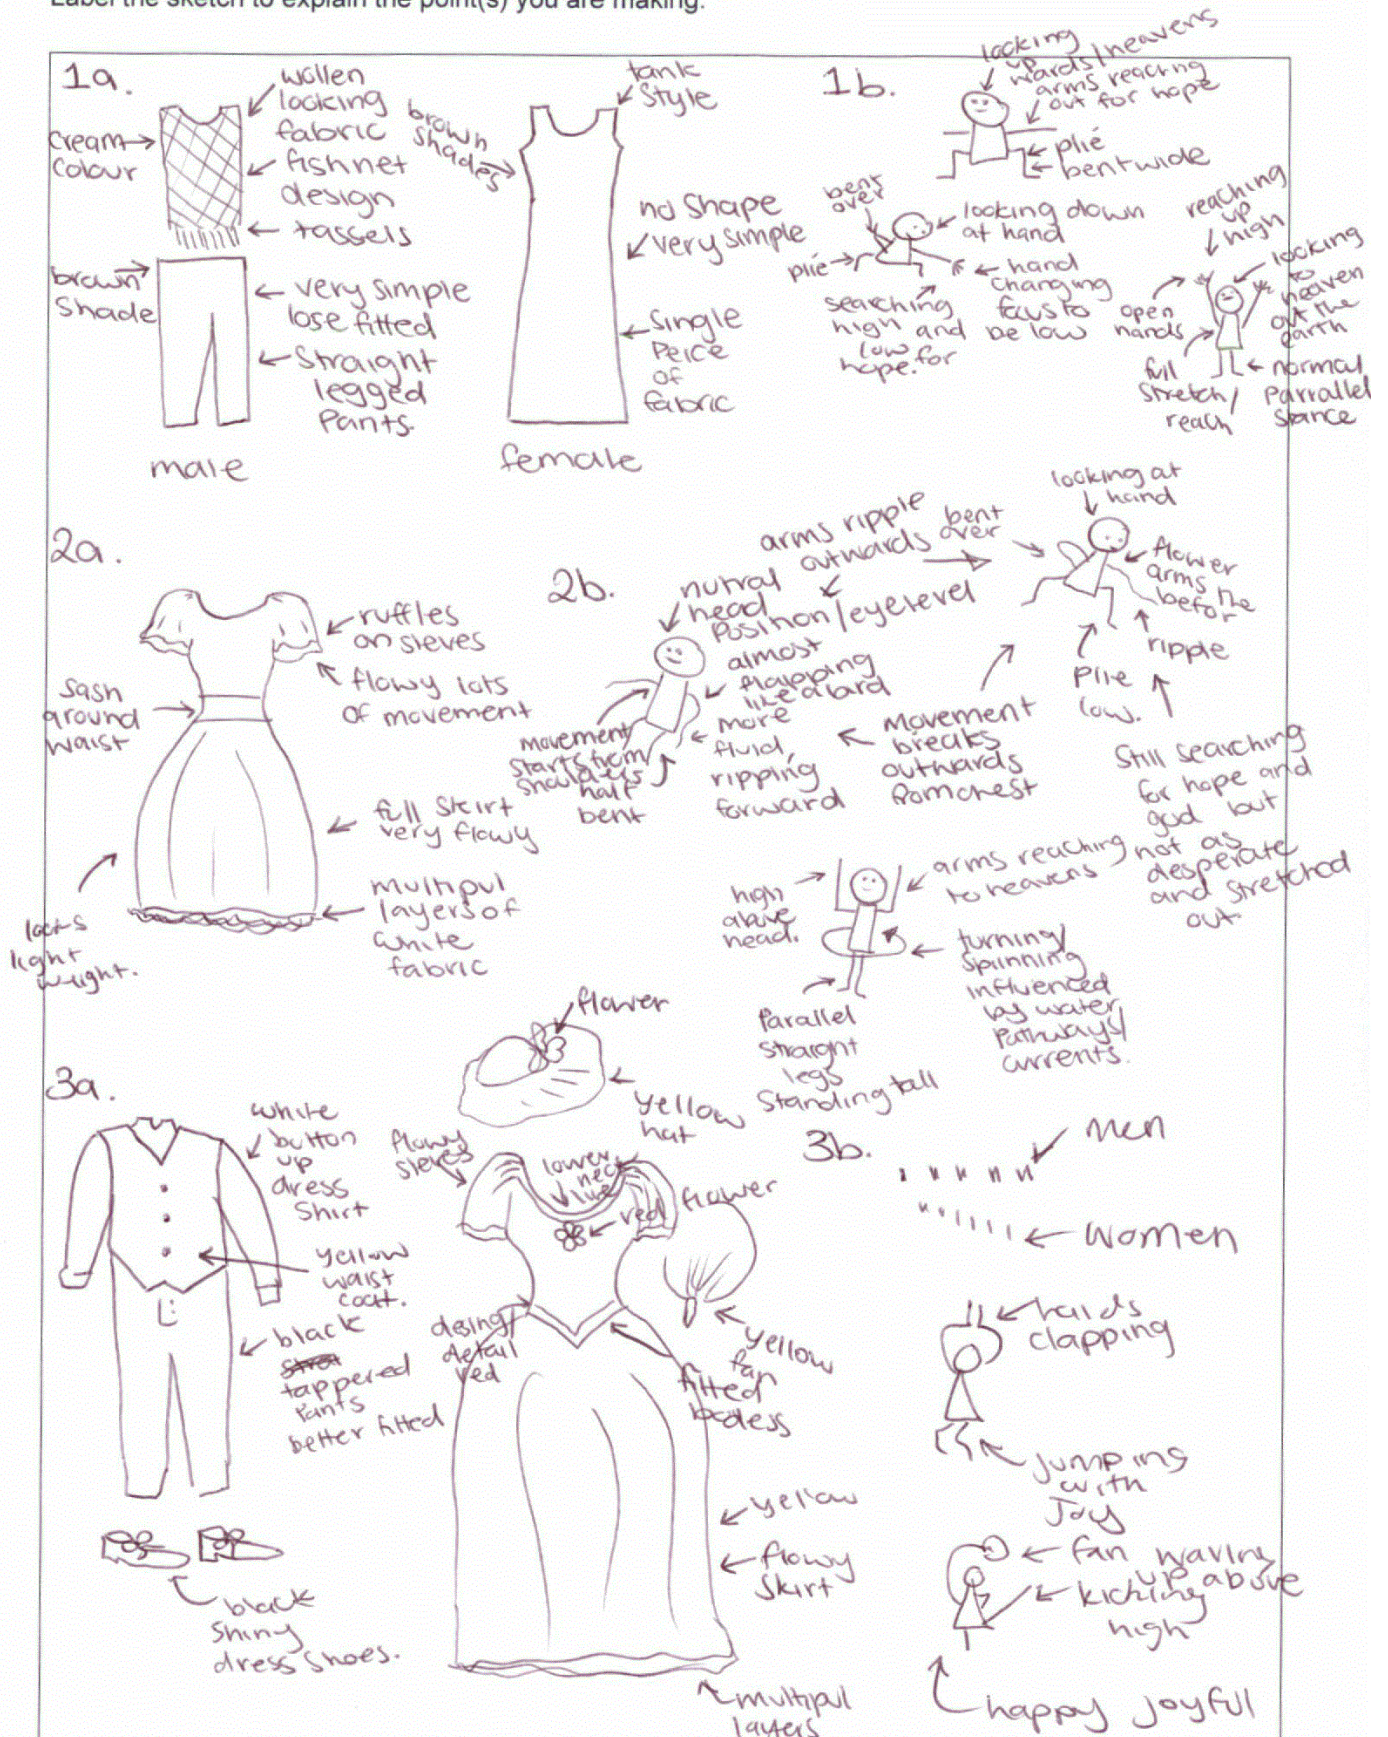 Label the sketch to explain the point(s) you are making.
1a.
wollen
looking
fabric
cream
colour
fishnet
design
tassels
brown
shade
very simple
lose fitted
straight
legged
pants.
male
tank
style
brown
shades
no shape
very simple
single
peice
of
fabric
female
1b.
looking
up
wards/heavens
arms reacing
out for hope
plié
bent wide
bent
over
looking down
at hand
plié
hand
changing
focus to
be low
searching
high and
low
hope.for
reaching
up
high
looking
to
heaven
out the
earth
open
hands
full
stretch/
reach
normal
parrallel
stance
2a.
ruffles
on sleves
flowy lots
of movement
sash
around
waist
full skirt
very flowy
multipul
layers of
white
fabric
looks
light
weight.
2b.
nutral
head
position/eyelevel
arms ripple
outwards
almost
flapping
like a bard
more
fluid,
ripping
forward
movement
starts from
shoulders
half
bent
bent
over
looking at
hand
flower
arms the
befor
ripple
plie
low.
movement
breaks
outwards
from chest
Still searching
for hope and
god but
not as
desperate
and stretched
out
high
above
head.
arms reaching
to heavens
turning/
spinning
influenced
by water
pathways/
currents.
parallel
straight
legs
standing tall
3a.
white
button
up
dress
shirt
yellow
waist
coat.
black
tappered
pants
better fitted
black
shiny
dress shoes.
flower
yellow
hat
flowy
sleves
lower
neck
line
red flower
desing/
detail
red
yellow
fan
fitted
bodess
yellow
flowy
skirt
multipul
layers
3b.
men
women
hands
clapping
jumping
with
joy
fan waving
up above
kicking
high
happy joyfull